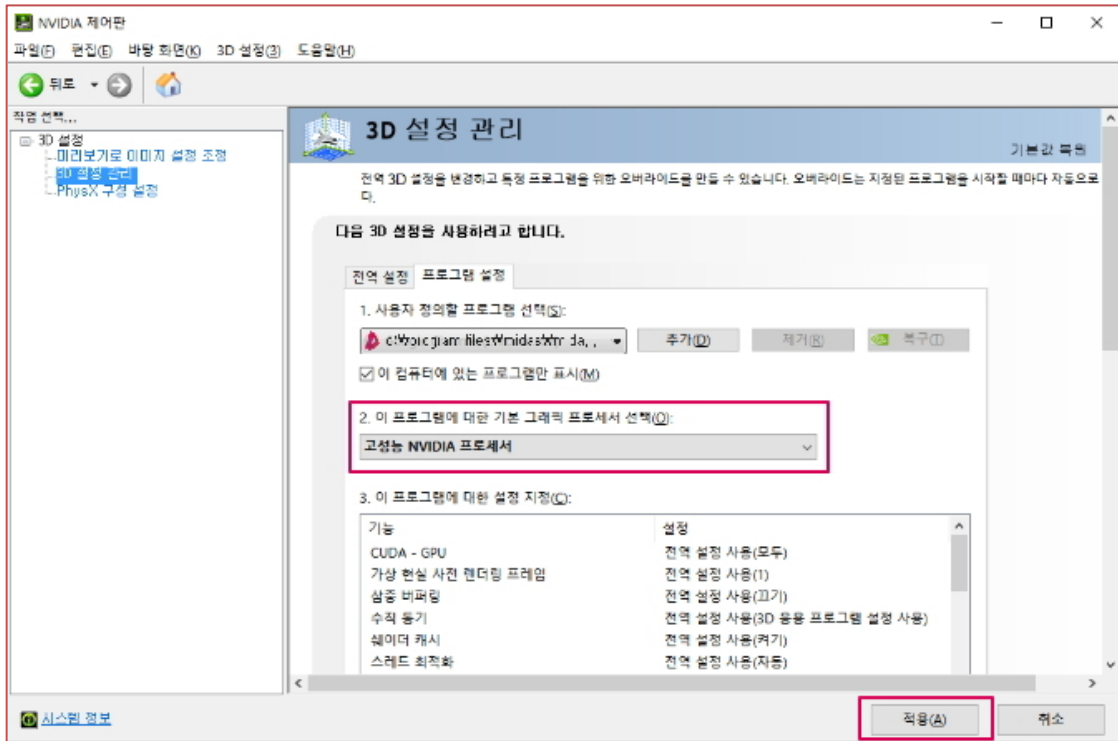 NVIDIA 제어판
파일(F) 편집(E) 바탕 화면(K) 3D 설정(3) 도움말(H)
뒤로
작업 선택...
3D 설정
미리보기로 이미지 설정 조정
3D 설정 관리
PhysX 구성 설정
3D 설정 관리
기본값 복원
전역 3D 설정을 변경하고 특정 프로그램을 위한 오버라이드를 만들 수 있습니다. 오버라이드는 지정된 프로그램을 시작할 때마다 자동으로
다.
다음 3D 설정을 사용하려고 합니다.
전역 설정 프로그램 설정
1. 사용자 정의할 프로그램 선택(S):
c:₩program files₩midas₩
추가(D) 제거(R) 복구(T)
이 컴퓨터에 있는 프로그램만 표시(M)
2. 이 프로그램에 대한 기본 그래픽 프로세서 선택(O):
고성능 NVIDIA 프로세서
3. 이 프로그램에 대한 설정 지정(C):
기능 설정
CUDA - GPU 전역 설정 사용(모두)
가상 현실 사전 렌더링 프레임 전역 설정 사용(1)
삼중 버퍼링 전역 설정 사용(끄기)
수직 동기 전역 설정 사용(3D 응용 프로그램 설정 사용)
쉐이더 캐시 전역 설정 사용(켜기)
스레드 최적화 전역 설정 사용(자동)
시스템 정보
적용(A) 취소